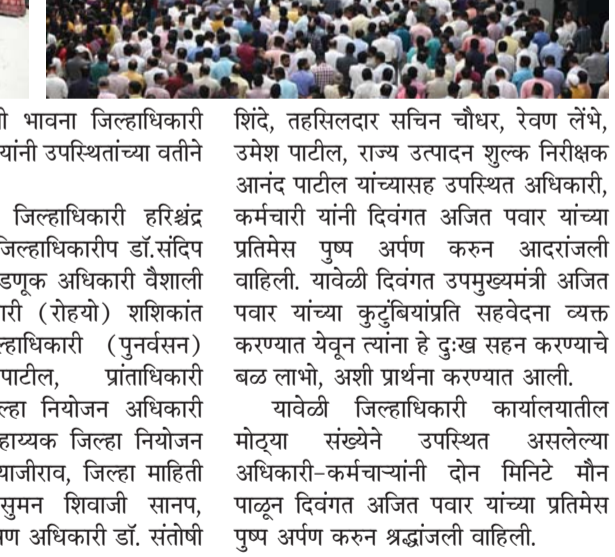 ी भावना जिल्हाधिकारी
यांनी उपस्थितांच्या वतीने
जिल्हाधिकारी हरिश्चंद्र
जिल्हाधिकारीप डॉ.संदिप
डणूक अधिकारी वैशाली
ारी (रोहयो) शशिकांत
ल्हाधिकारी (पुनर्वसन)
पाटील, प्रांताधिकारी
ल्हा नियोजन अधिकारी
हाय्यक जिल्हा नियोजन
याजीराव, जिल्हा माहिती
सुमन शिवाजी सानप,
ण अधिकारी डॉ. संतोषी
शिंदे, तहसिलदार सचिन चौधर, रेवण लेंभे,
उमेश पाटील, राज्य उत्पादन शुल्क निरीक्षक
आनंद पाटील यांच्यासह उपस्थित अधिकारी,
कर्मचारी यांनी दिवंगत अजित पवार यांच्या
प्रतिमेस पुष्प अर्पण करुन आदरांजली
वाहिली. यावेळी दिवंगत उपमुख्यमंत्री अजित
पवार यांच्या कुटुंबियांप्रति सहवेदना व्यक्त
करण्यात येवून त्यांना हे दुःख सहन करण्याचे
बळ लाभो, अशी प्रार्थना करण्यात आली.
यावेळी जिल्हाधिकारी कार्यालयातील
मोठ्या संख्येने उपस्थित असलेल्या
अधिकारी-कर्मचाऱ्यांनी दोन मिनिटे मौन
पाळून दिवंगत अजित पवार यांच्या प्रतिमेस
पुष्प अर्पण करुन श्रद्धांजली वाहिली.